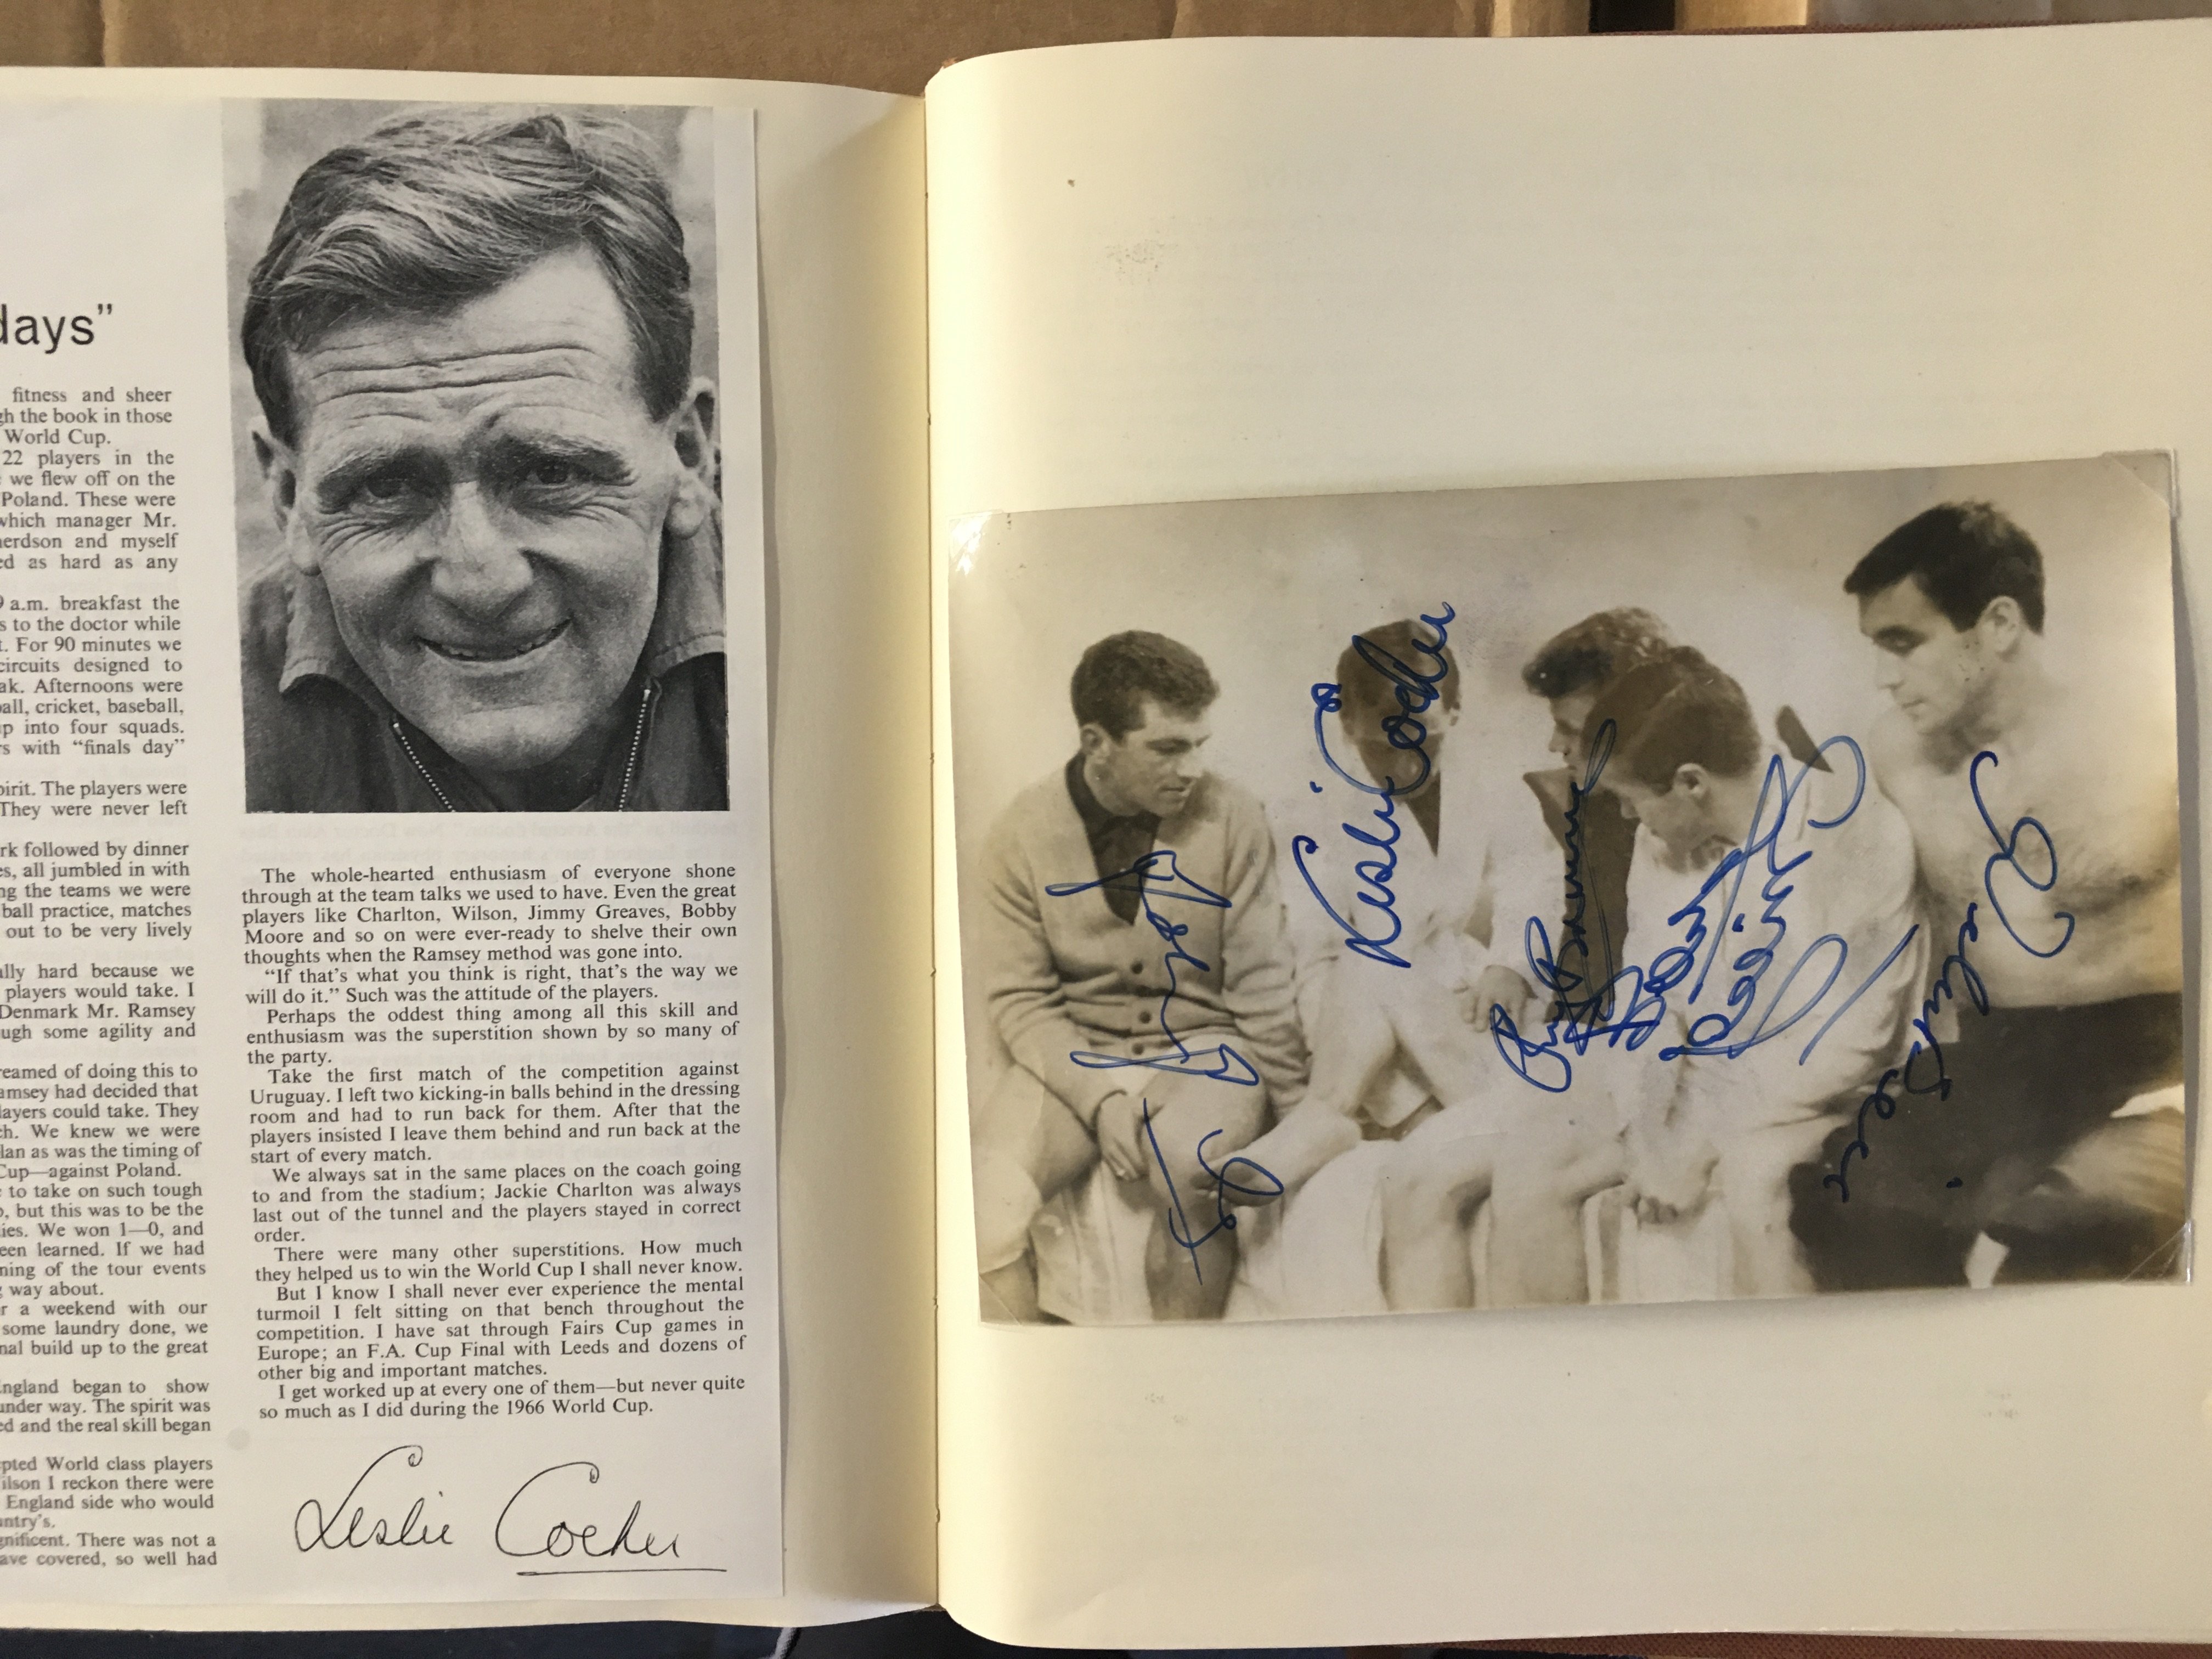 days”
fitness and sheer
gh the book in those
World Cup.
22 players in the
we flew off on the
Poland. These were
which manager Mr.
herdson and myself
ed as hard as any
9 a.m. breakfast the
s to the doctor while
t. For 90 minutes we
circuits designed to
ak. Afternoons were
ball, cricket, baseball,
up into four squads.
rs with “finals day”
pirit. The players were
They were never left
rk followed by dinner
es, all jumbled in with
ng the teams we were
ball practice, matches
out to be very lively
ally hard because we
players would take. I
Denmark Mr. Ramsey
ough some agility and
reamed of doing this to
amsey had decided that
layers could take. They
ch. We knew we were
lan as was the timing of
Cup—against Poland.
to take on such tough
, but this was to be the
ies. We won 1—0, and
een learned. If we had
ning of the tour events
way about.
r a weekend with our
some laundry done, we
nal build up to the great
England began to show
under way. The spirit was
ed and the real skill began
pted World class players
ilson I reckon there were
England side who would
untry's.
gnificent. There was not a
ave covered, so well had
The whole-hearted enthusiasm of everyone shone
through at the team talks we used to have. Even the great
players like Charlton, Wilson, Jimmy Greaves, Bobby
Moore and so on were ever-ready to shelve their own
thoughts when the Ramsey method was gone into.
“If that's what you think is right, that's the way we
will do it.” Such was the attitude of the players.
Perhaps the oddest thing among all this skill and
enthusiasm was the superstition shown by so many of
the party.
Take the first match of the competition against
Uruguay. I left two kicking-in balls behind in the dressing
room and had to run back for them. After that the
players insisted I leave them behind and run back at the
start of every match.
We always sat in the same places on the coach going
to and from the stadium; Jackie Charlton was always
last out of the tunnel and the players stayed in correct
order.
There were many other superstitions. How much
they helped us to win the World Cup I shall never know.
But I know I shall never ever experience the mental
turmoil I felt sitting on that bench throughout the
competition. I have sat through Fairs Cup games in
Europe; an F.A. Cup Final with Leeds and dozens of
other big and important matches.
I get worked up at every one of them—but never quite
so much as I did during the 1966 World Cup.
Leslie Cocker
Leslie Cocker